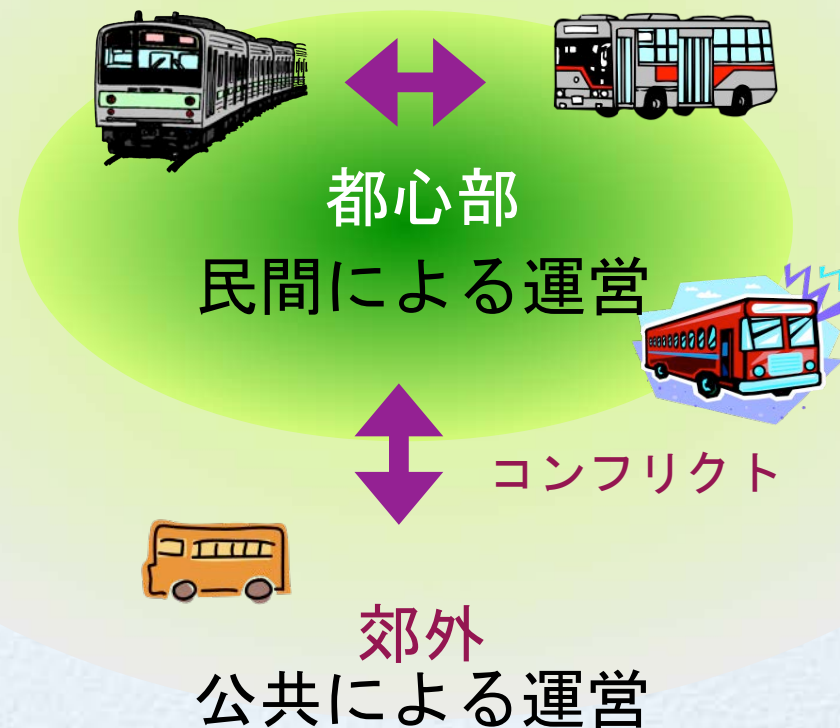 都心部
民間による運営
コンフリクト
郊外
公共による運営